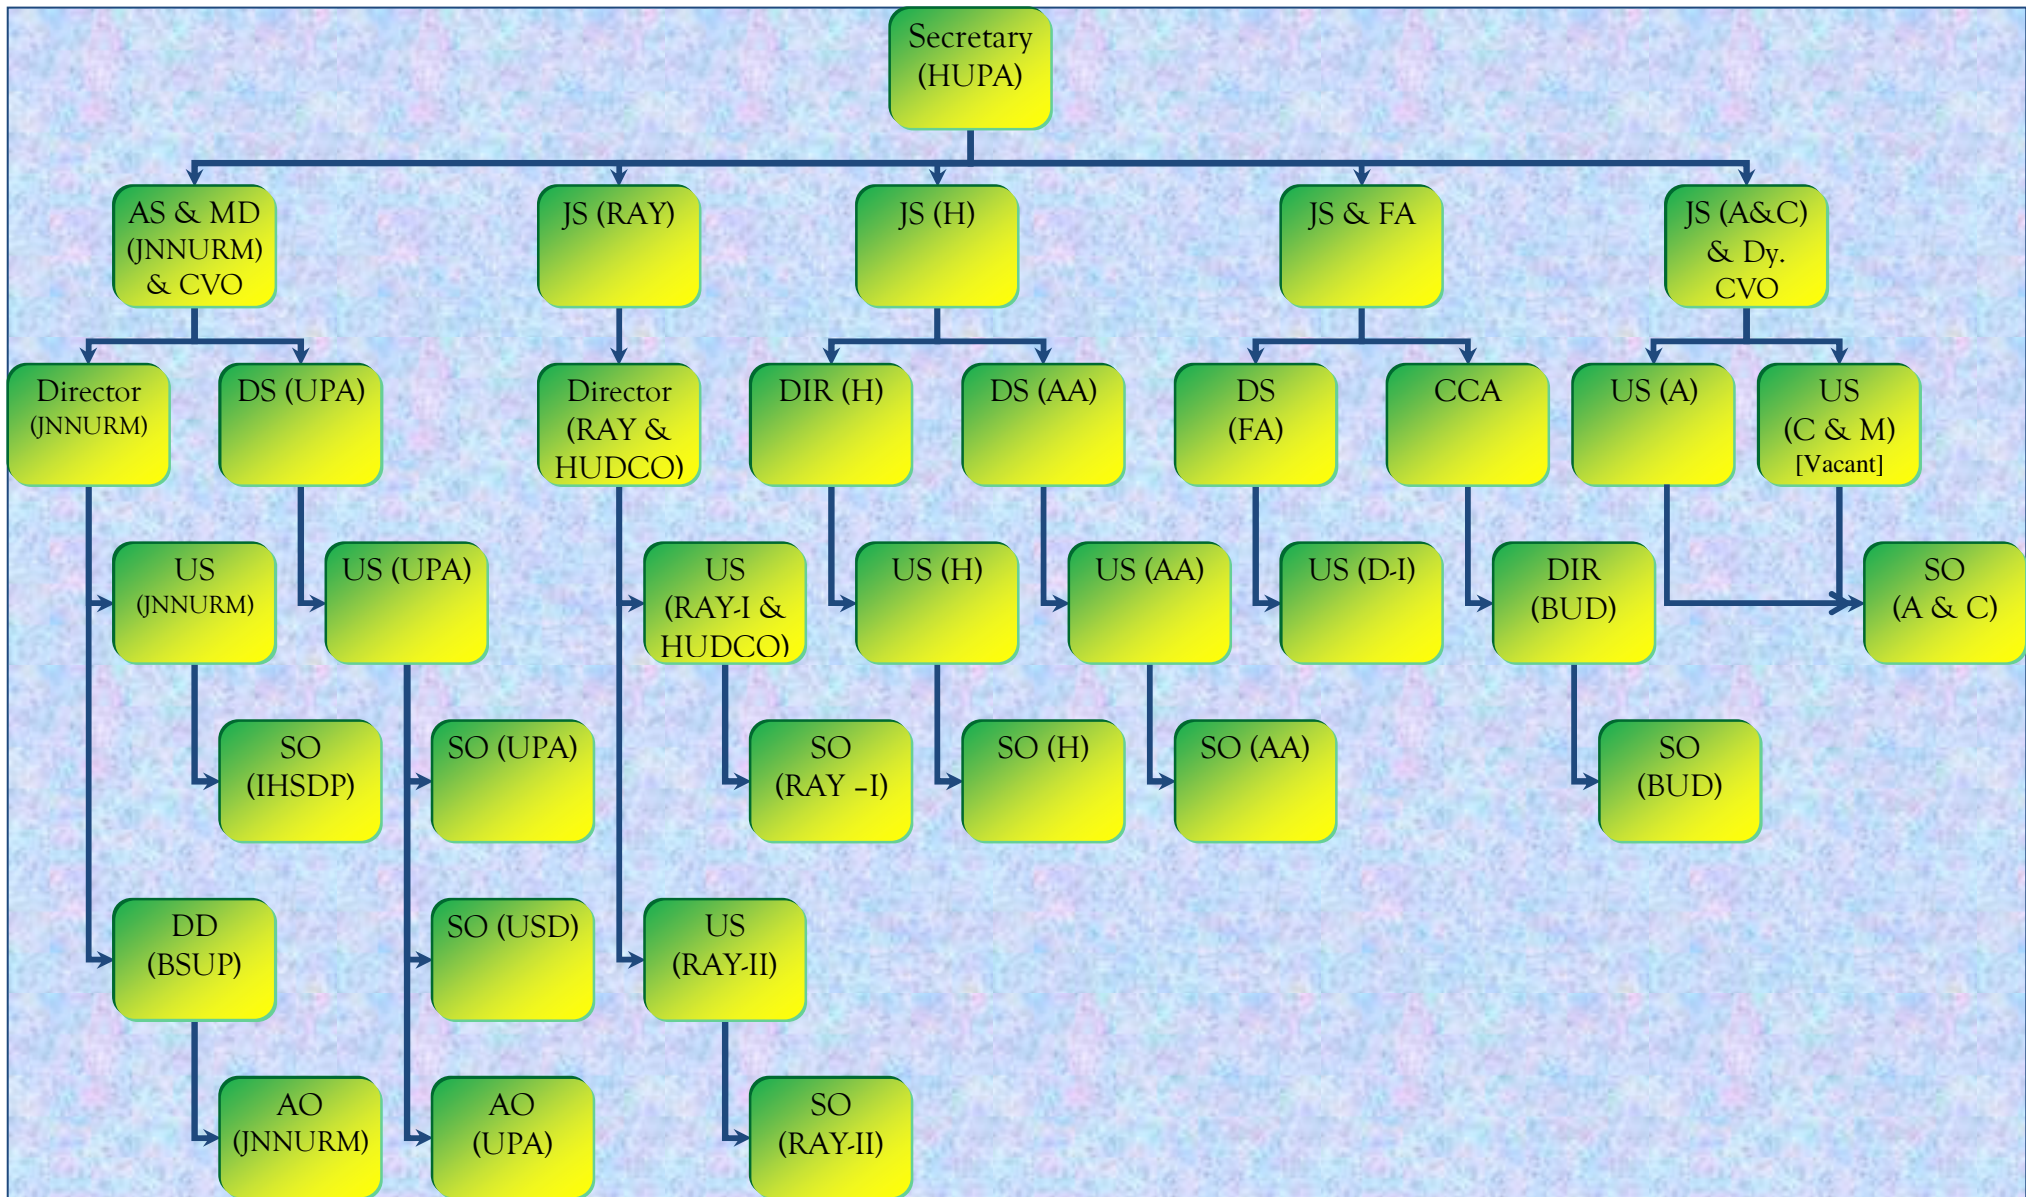 Secretary
(HUPA)
AS & MD
(JNNURM)
& CVO
JS (RAY)
JS (H)
JS & FA
JS (A&C)
& Dy.
CVO
Director
(JNNURM)
DS (UPA)
Director
(RAY &
HUDCO)
DIR (H)
DS (AA)
DS
(FA)
CCA
US (A)
US
(C & M)
[Vacant]
US
(JNNURM)
US (UPA)
US
(RAY-I &
HUDCO)
US (H)
US (AA)
US (D-I)
DIR
(BUD)
SO
(A & C)
SO
(IHSDP)
SO (UPA)
SO
(RAY –I)
SO (H)
SO (AA)
SO
(BUD)
DD
(BSUP)
SO (USD)
US
(RAY-II)
AO
(JNNURM)
AO
(UPA)
SO
(RAY-II)